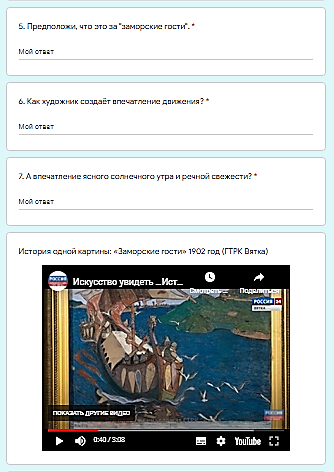 5. Предположи, что это за "заморские гости". *
Мой ответ
6. Как художник создаёт впечатление движения? *
Мой ответ
7. А впечатление ясного солнечного утра и речной свежести? *
Мой ответ
История одной картины: «Заморские гости» 1902 год (ГТРК Вятка)
РОССИЯ
Искусство увидеть ...Ист...
Смотреть...
Поделиться
РОССИЯ 24
ВЯТКА
ПОКАЗАТЬ ДРУГИЕ ВИДЕО
РОССИЯ
0:40 / 3:08
YouTube